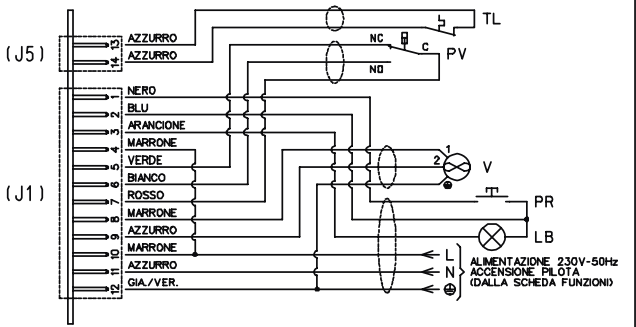 (J5)
13 AZZURRO
14 AZZURRO
TL
NC
C
NO
PV
(J1)
1 NERO
2 BLU
3 ARANCIONE
4 MARRONE
5 VERDE
6 BIANCO
7 ROSSO
8 MARRONE
9 AZZURRO
10 MARRONE
11 AZZURRO
12 GIA./VER.
1
2
V
PR
LB
L
N
ALIMENTAZIONE 230V-50Hz
ACCENSIONE PILOTA
(DALLA SCHEDA FUNZIONI)